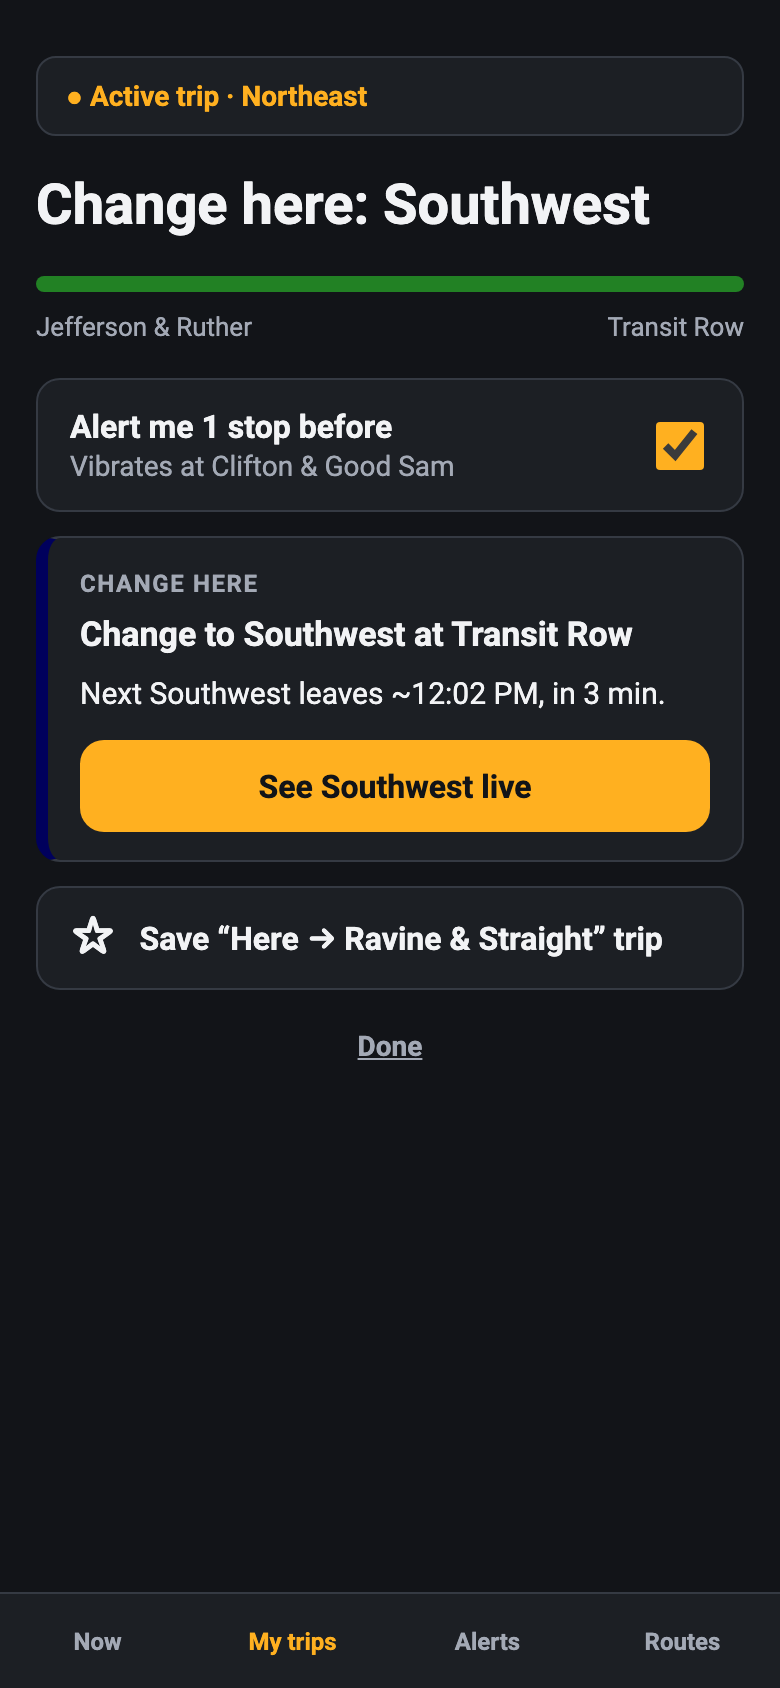 ● Active trip · Northeast
Change here: Southwest
Jefferson & Ruther
Transit Row
Alert me 1 stop before
Vibrates at Clifton & Good Sam
CHANGE HERE
Change to Southwest at Transit Row
Next Southwest leaves ~12:02 PM, in 3 min.
See Southwest live
Save “Here → Ravine & Straight” trip
Done
Now
My trips
Alerts
Routes